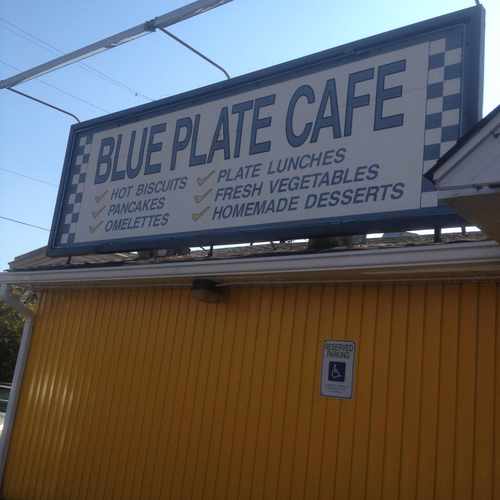 BLUE PLATE CAFE
HOT BISCUITS
PANCAKES
OMELETTES
PLATE LUNCHES
FRESH VEGETABLES
HOMEMADE DESSERTS
RESERVED
PARKING